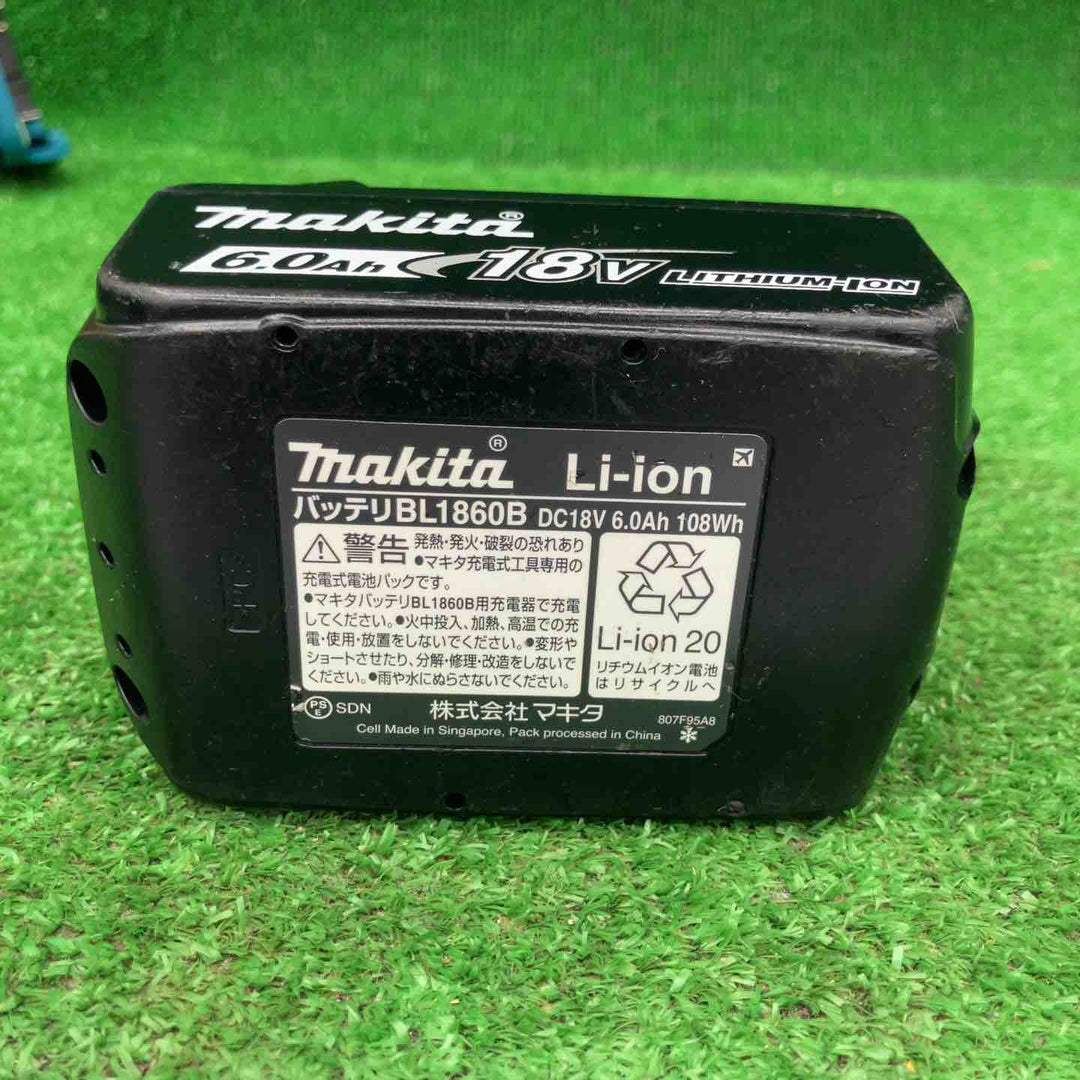 makita®
6.0Ah 18V LITHIUM-ION
makita® Li-ion
バッテリBL1860B DC18V 6.0Ah 108Wh
警告 発熱・発火・破裂の恐れあり
●マキタ充電式工具専用の
充電式電池パックです。
●マキタバッテリBL1860B用充電器で充電
してください。●火中投入、加熱、高温での充
電・使用・放置をしないでください。●変形や
ショートさせたり、分解・修理・改造をしないで
ください。●雨や水にぬらさないでください。
Li-ion 20
リチウムイオン電池
はリサイクルへ
PS
E SDN 株式会社 マキタ 807F95A8
Cell Made in Singapore, Pack processed in China